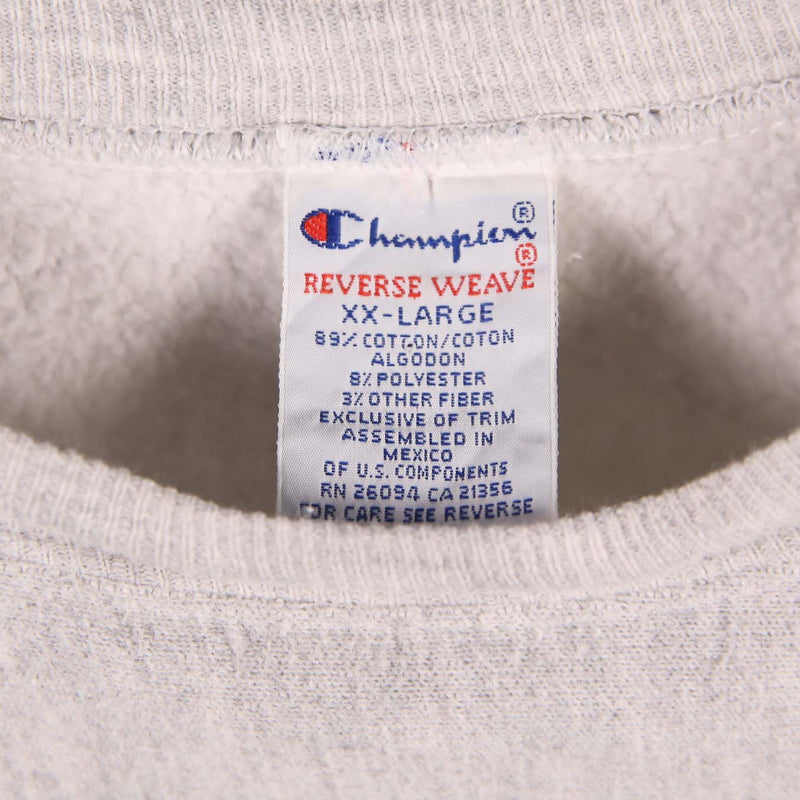 Champion®
REVERSE WEAVE®
XX-LARGE
89% COTTON/COTON
ALGODON
8% POLYESTER
3% OTHER FIBER
EXCLUSIVE OF TRIM
ASSEMBLED IN
MEXICO
OF U.S. COMPONENTS
RN 26094 CA 21356
FOR CARE SEE REVERSE